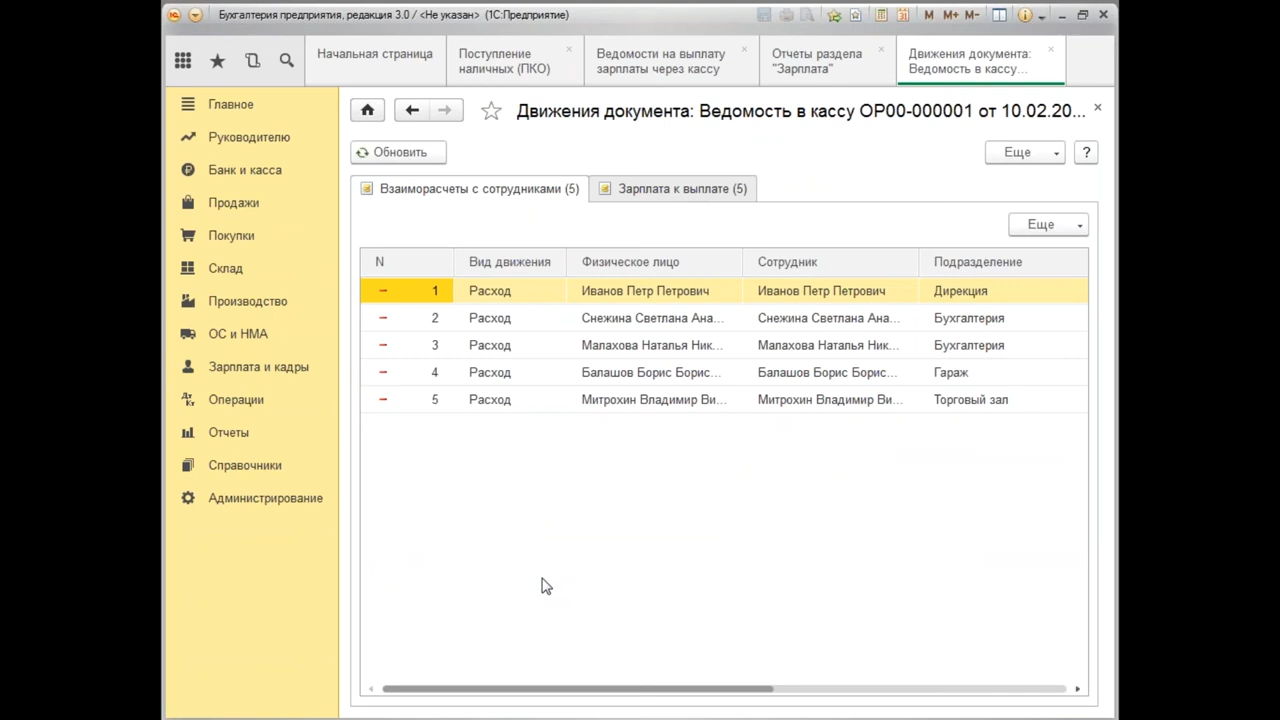 Бухгалтерия предприятия, редакция 3.0 / <Не указан> (1С:Предприятие)
M M+ M-
Начальная страница
Поступление
наличных (ПКО)
Ведомости на выплату
зарплаты через кассу
Отчеты раздела
"Зарплата"
Движения документа:
Ведомость в кассу...
Главное
Руководителю
Банк и касса
Продажи
Покупки
Склад
Производство
ОС и НМА
Зарплата и кадры
Операции
Отчеты
Справочники
Администрирование
Движения документа: Ведомость в кассу ОР00-000001 от 10.02.20...
Обновить
Еще
?
Взаиморасчеты с сотрудниками (5)
Зарплата к выплате (5)
Еще
N Вид движения Физическое лицо Сотрудник Подразделение
1 Расход Иванов Петр Петрович Иванов Петр Петрович Дирекция
2 Расход Снежина Светлана Ана... Снежина Светлана Ана... Бухгалтерия
3 Расход Малахова Наталья Ник... Малахова Наталья Ник... Бухгалтерия
4 Расход Балашов Борис Борис... Балашов Борис Борис... Гараж
5 Расход Митрохин Владимир Ви... Митрохин Владимир Ви... Торговый зал